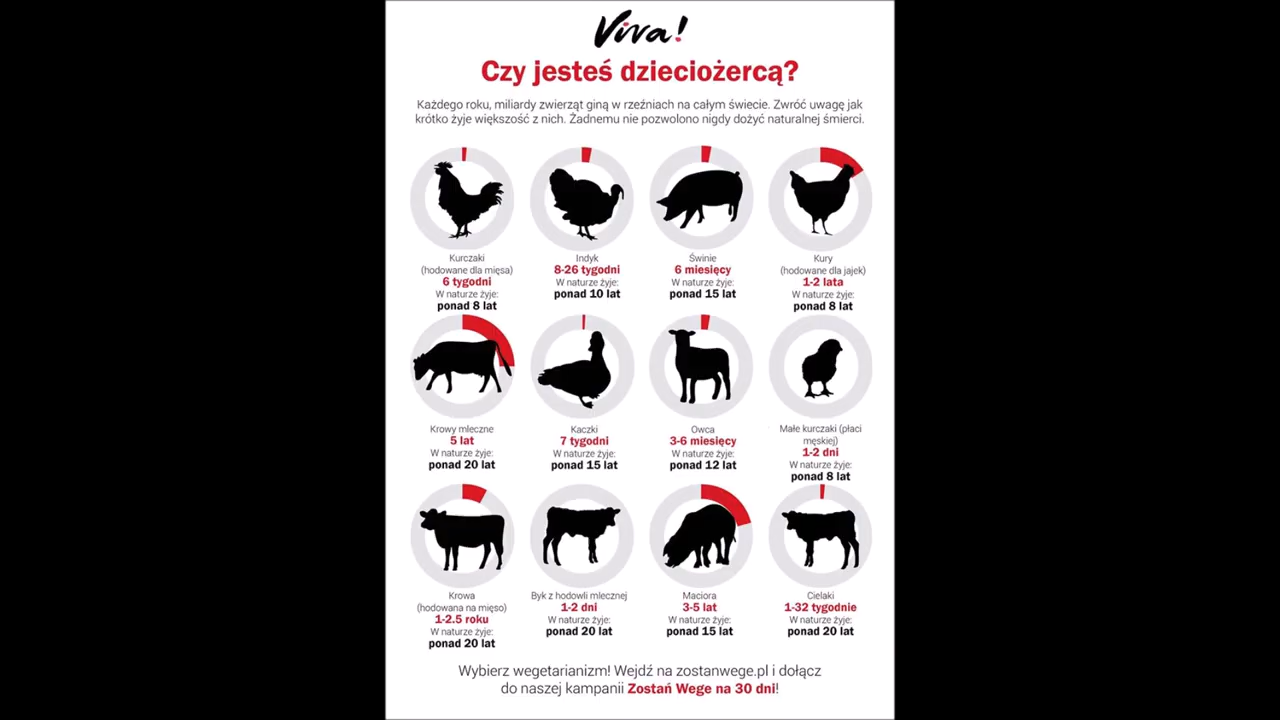 Viva!
Czy jesteś dzieciożercą?
Każdego roku, miliardy zwierząt giną w rzeźniach na całym świecie. Zwróć uwagę jak
krótko żyje większość z nich. Żadnemu nie pozwolono nigdy dożyć naturalnej śmierci.
Kurczaki
(hodowane dla mięsa)
6 tygodni
W naturze żyje:
ponad 8 lat
Indyk
8-26 tygodni
W naturze żyje:
ponad 10 lat
Świnie
6 miesięcy
W naturze żyje:
ponad 15 lat
Kury
(hodowane dla jajek)
1-2 lata
W naturze żyje:
ponad 8 lat
Krowy mleczne
5 lat
W naturze żyje:
ponad 20 lat
Kaczki
7 tygodni
W naturze żyje:
ponad 15 lat
Owca
3-6 miesięcy
W naturze żyje:
ponad 12 lat
Małe kurczaki (płaci
męskiej)
1-2 dni
W naturze żyje:
ponad 8 lat
Krowa
(hodowana na mięso)
1-2.5 roku
W naturze żyje:
ponad 20 lat
Byk z hodowli mlecznej
1-2 dni
W naturze żyje:
ponad 20 lat
Maciora
3-5 lat
W naturze żyje:
ponad 15 lat
Cielaki
1-32 tygodnie
W naturze żyje:
ponad 20 lat
Wybierz wegetarianizm! Wejdź na zostanwege.pl i dołącz
do naszej kampanii Zostań Wege na 30 dni!